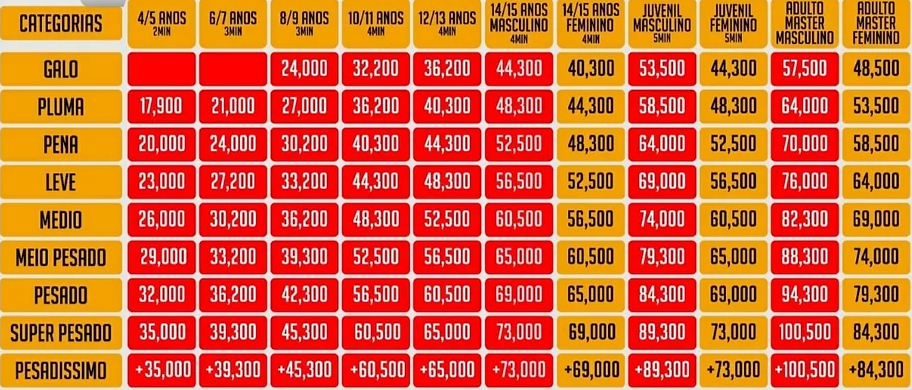 CATEGORIAS 4/5 ANOS 2MIN 6/7 ANOS 3MIN 8/9 ANOS 3MIN 10/11 ANOS 4MIN 12/13 ANOS 4MIN 14/15 ANOS MASCULINO 4MIN 14/15 ANOS FEMININO 4MIN JUVENIL MASCULINO 5MIN JUVENIL FEMININO 5MIN ADULTO MASTER MASCULINO ADULTO MASTER FEMININO
GALO 24,000 32,200 36,200 44,300 40,300 53,500 44,300 57,500 48,500
PLUMA 17,900 21,000 27,000 36,200 40,300 48,300 44,300 58,500 48,300 64,000 53,500
PENA 20,000 24,000 30,200 40,300 44,300 52,500 48,300 64,000 52,500 70,000 58,500
LEVE 23,000 27,200 33,200 44,300 48,300 56,500 52,500 69,000 56,500 76,000 64,000
MEDIO 26,000 30,200 36,200 48,300 52,500 60,500 56,500 74,000 60,500 82,300 69,000
MEIO PESADO 29,000 33,200 39,300 52,500 56,500 65,000 60,500 79,300 65,000 88,300 74,000
PESADO 32,000 36,200 42,300 56,500 60,500 69,000 65,000 84,300 69,000 94,300 79,300
SUPER PESADO 35,000 39,300 45,300 60,500 65,000 73,000 69,000 89,300 73,000 100,500 84,300
PESADISSIMO +35,000 +39,300 +45,300 +60,500 +65,000 +73,000 +69,000 +89,300 +73,000 +100,500 +84,300